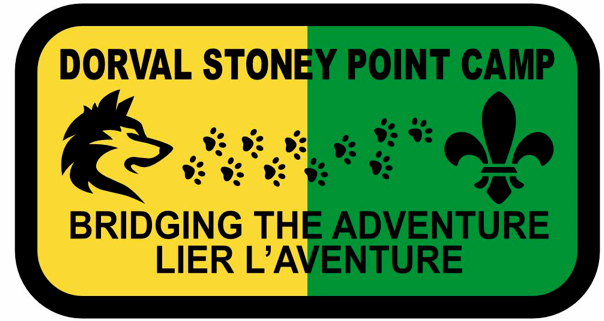 DORVAL STONEY POINT CAMP
BRIDGING THE ADVENTURE
LIER L'AVENTURE